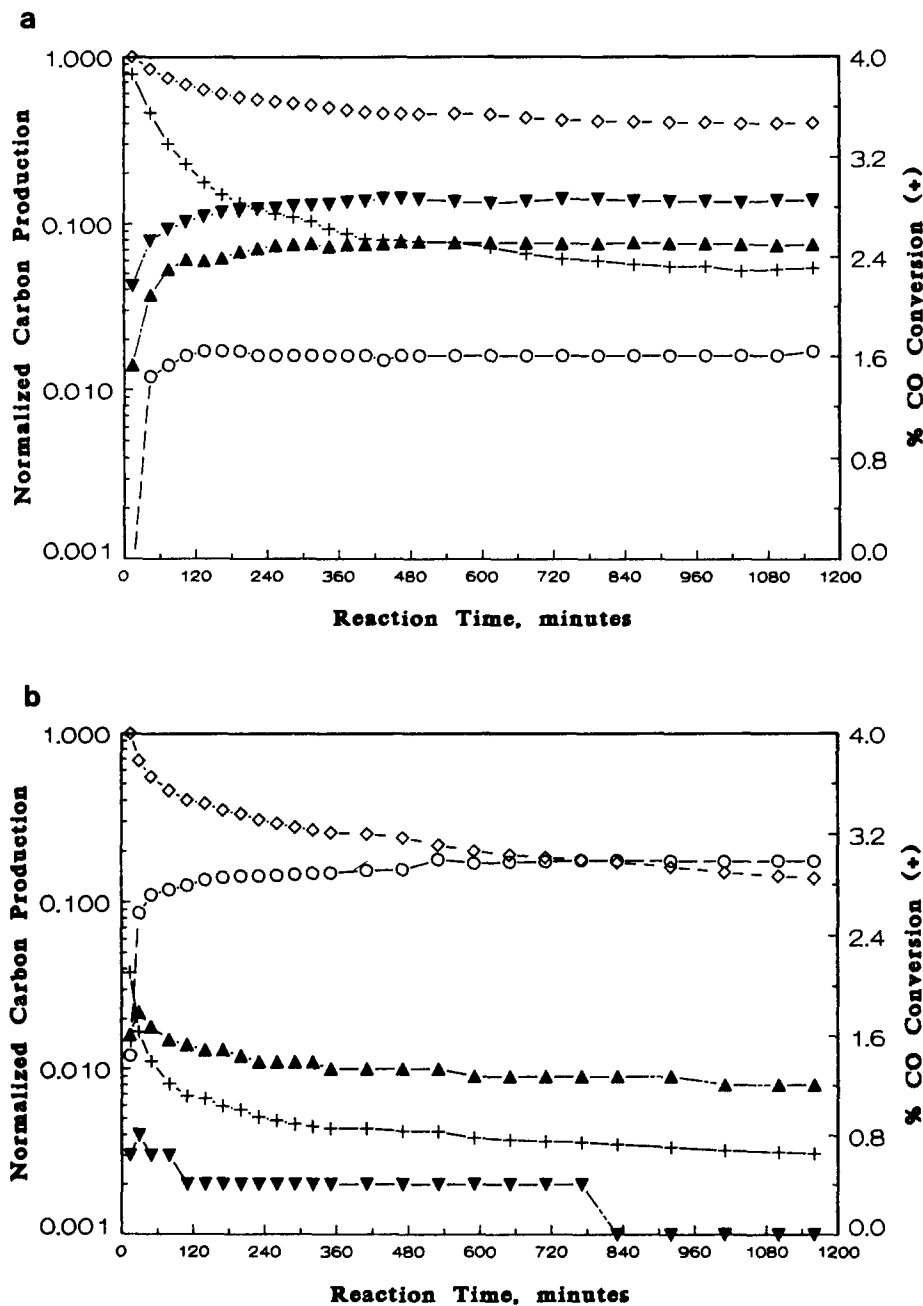 a
1.000
0.100
0.010
0.001
Normalized Carbon Production
4.0
3.2
2.4
1.6
0.8
0.0
% CO Conversion (+)
0 120 240 360 480 600 720 840 960 1080 1200
Reaction Time, minutes
b
1.000
0.100
0.010
0.001
Normalized Carbon Production
4.0
3.2
2.4
1.6
0.8
0.0
% CO Conversion (+)
0 120 240 360 480 600 720 840 960 1080 1200
Reaction Time, minutes